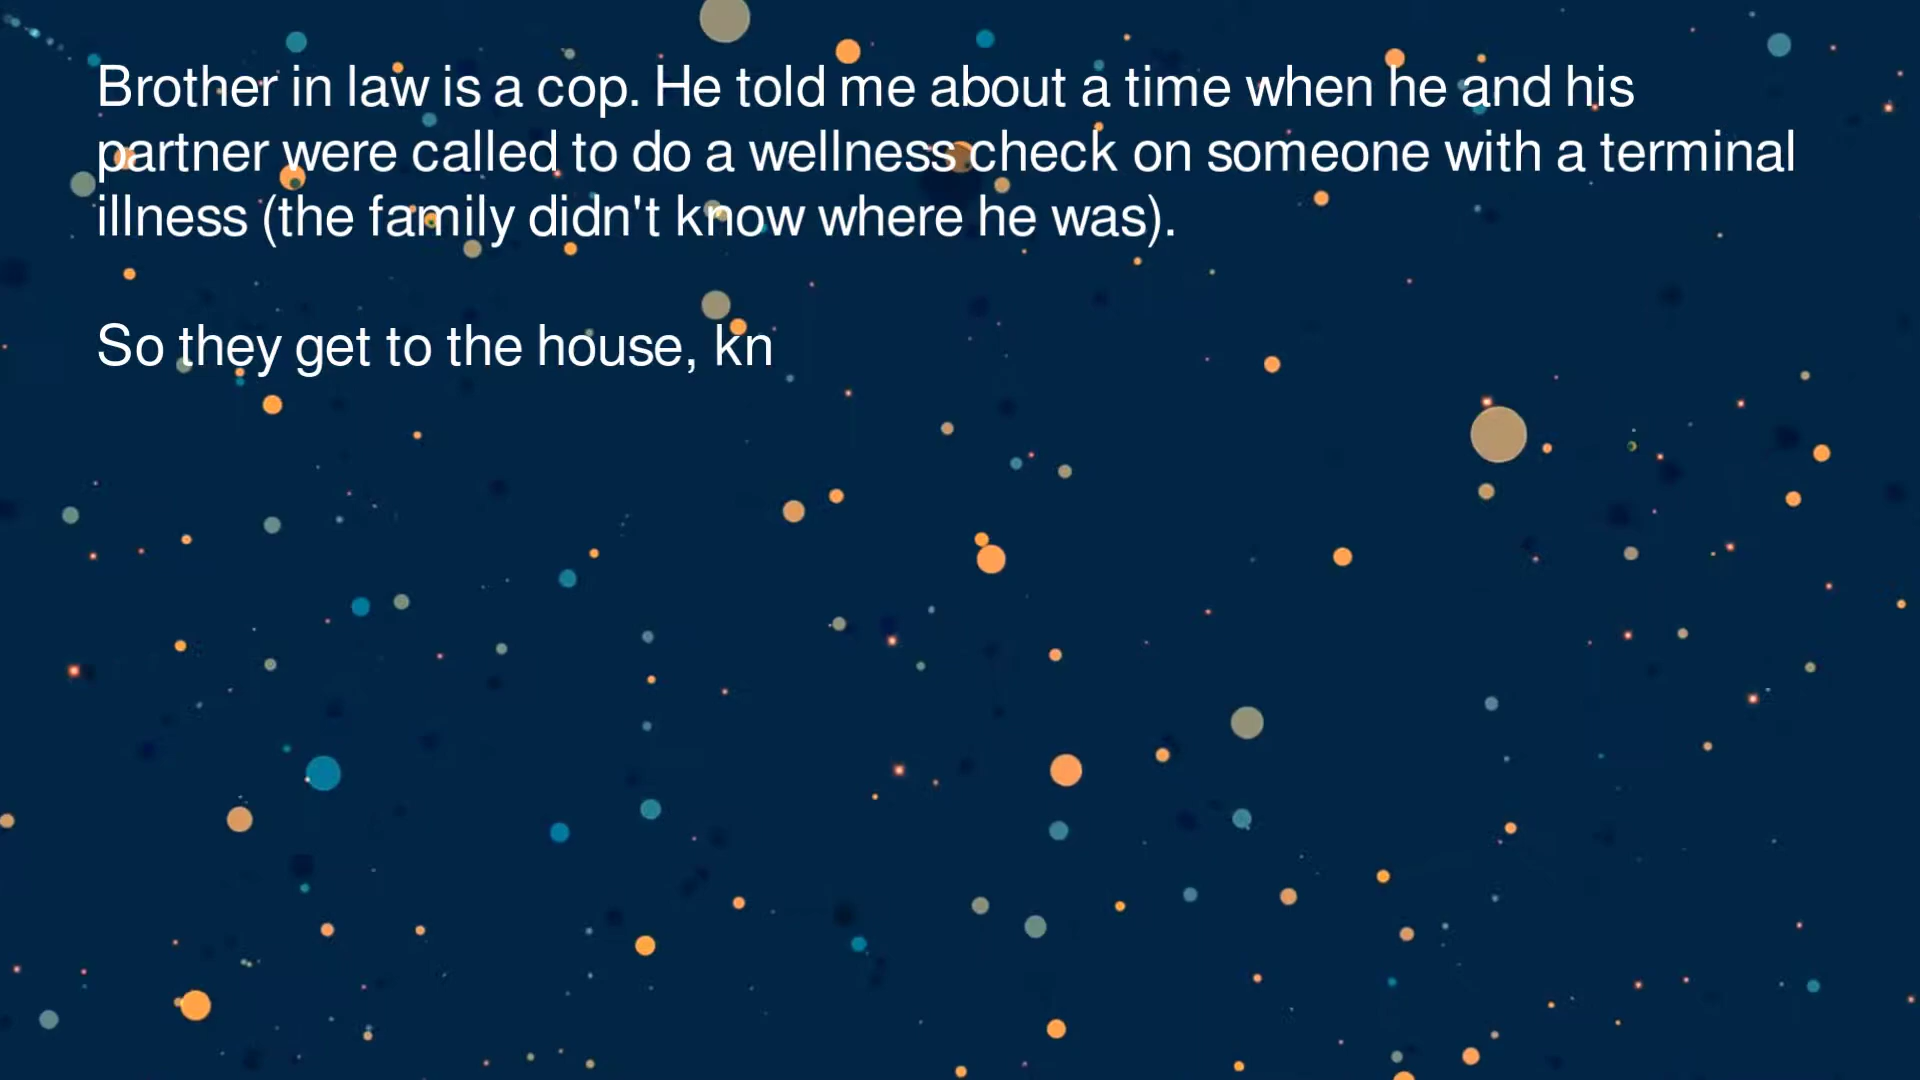 Brother in law is a cop. He told me about a time when he and his
partner were called to do a wellness check on someone with a terminal
illness (the family didn't know where he was).
So they get to the house, kn